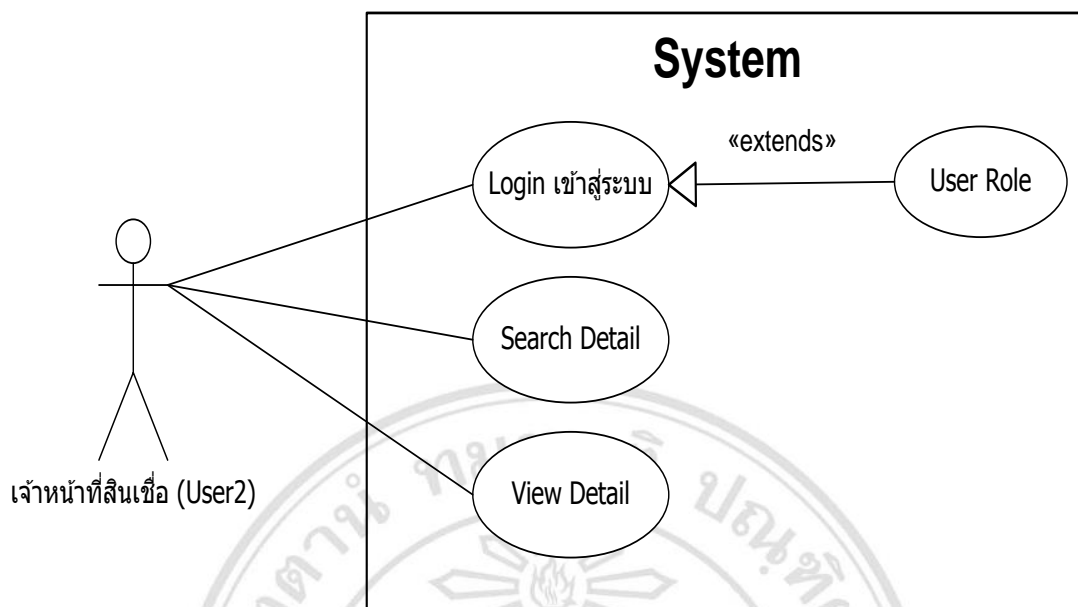 System
«extends»
Login เข้าสู่ระบบ
User Role
Search Detail
View Detail
เจ้าหน้าที่สินเชื่อ (User2)